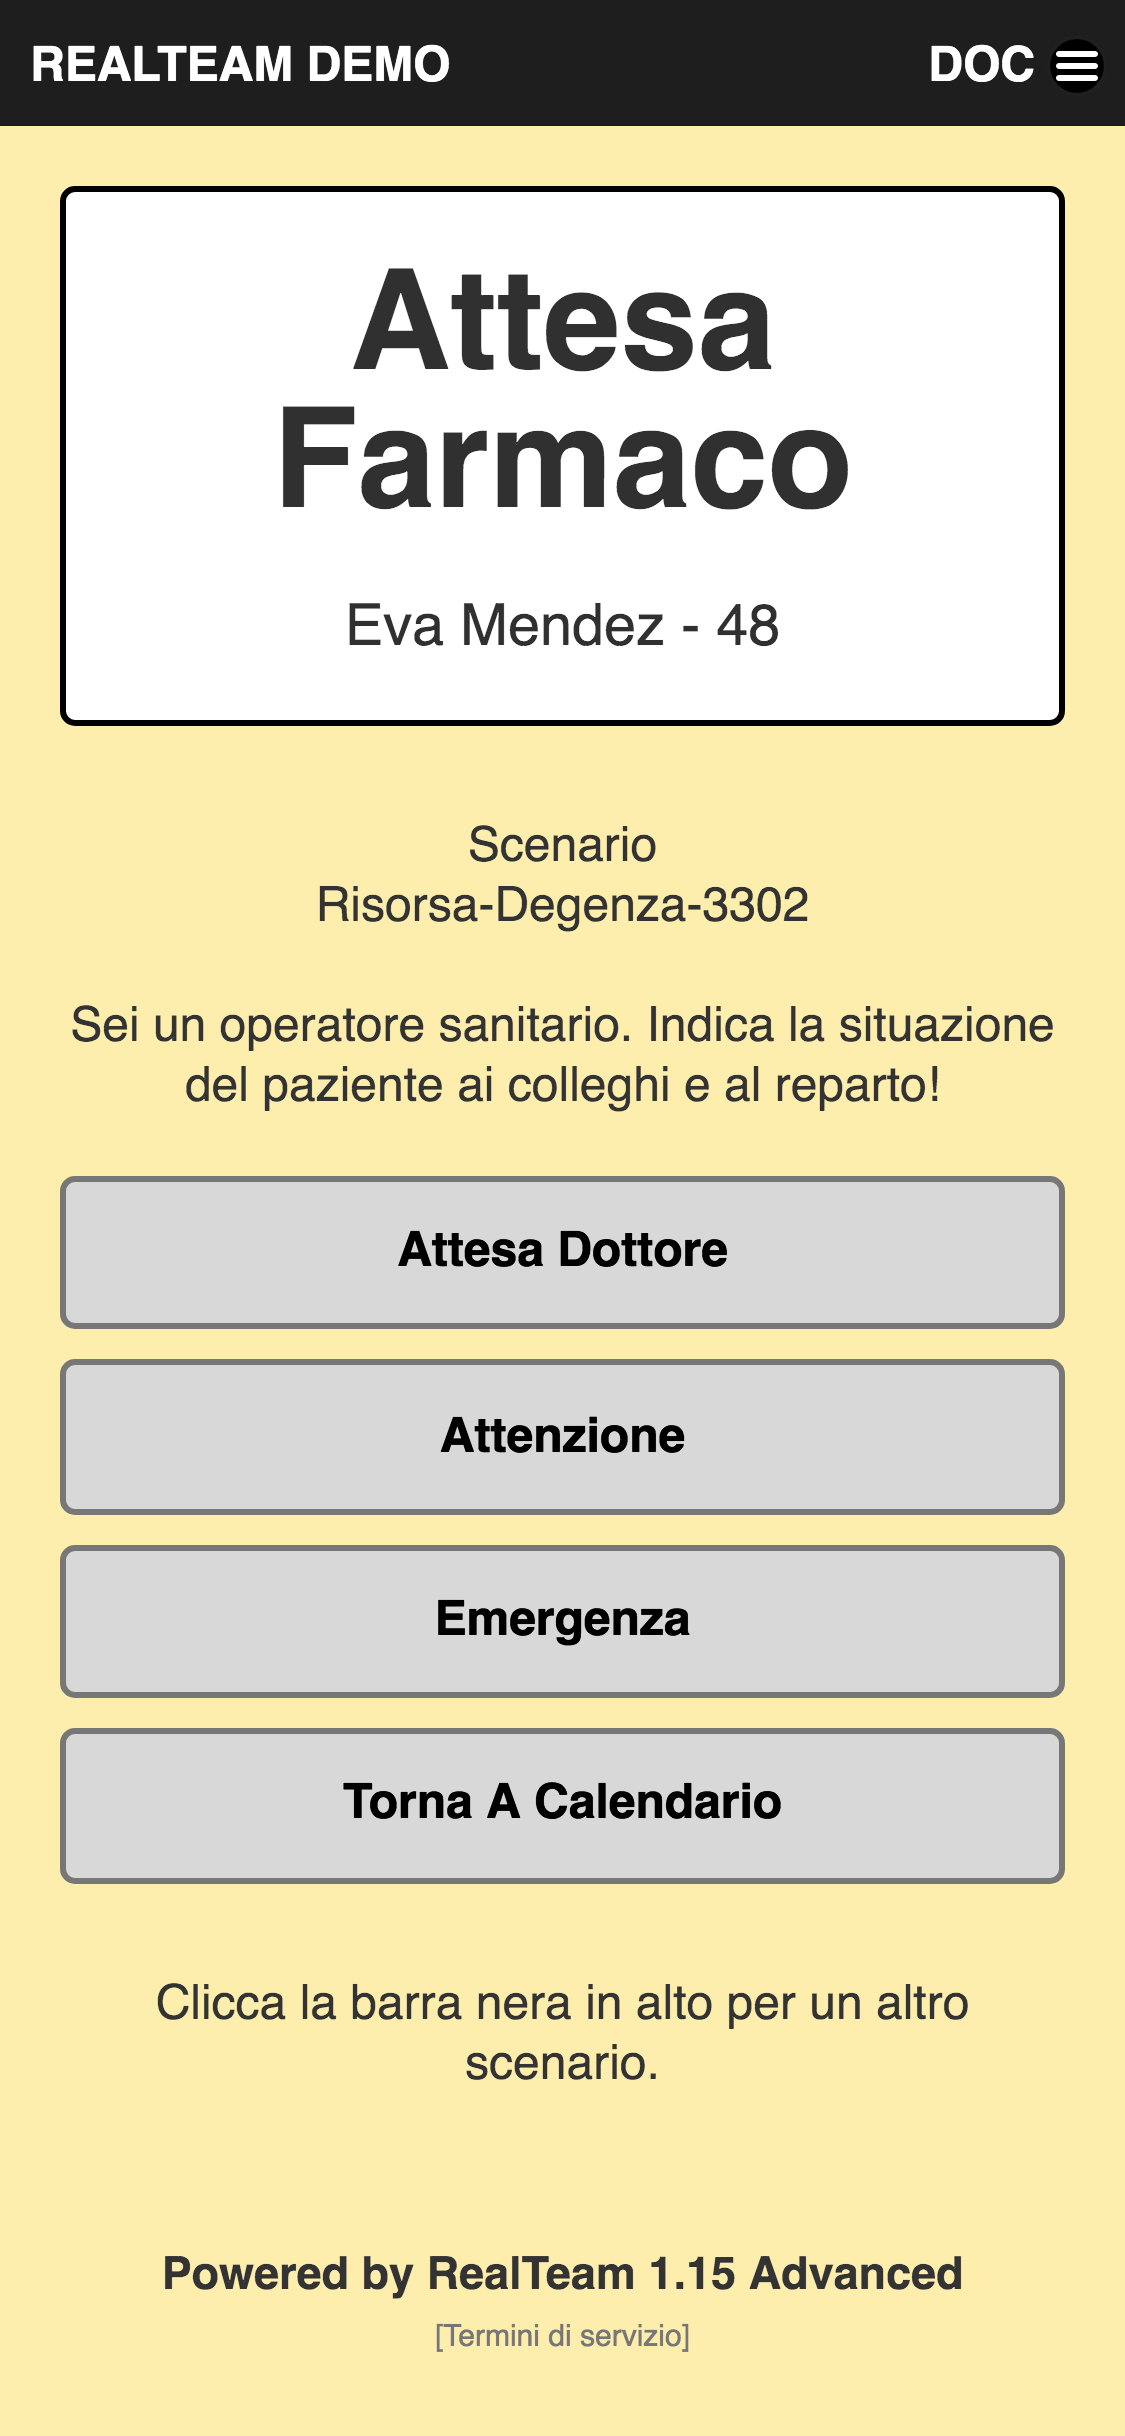 REALTEAM DEMO
DOC
Attesa
Farmaco
Eva Mendez - 48
Scenario
Risorsa-Degenza-3302
Sei un operatore sanitario. Indica la situazione
del paziente ai colleghi e al reparto!
Attesa Dottore
Attenzione
Emergenza
Torna A Calendario
Clicca la barra nera in alto per un altro
scenario.
Powered by RealTeam 1.15 Advanced
[Termini di servizio]